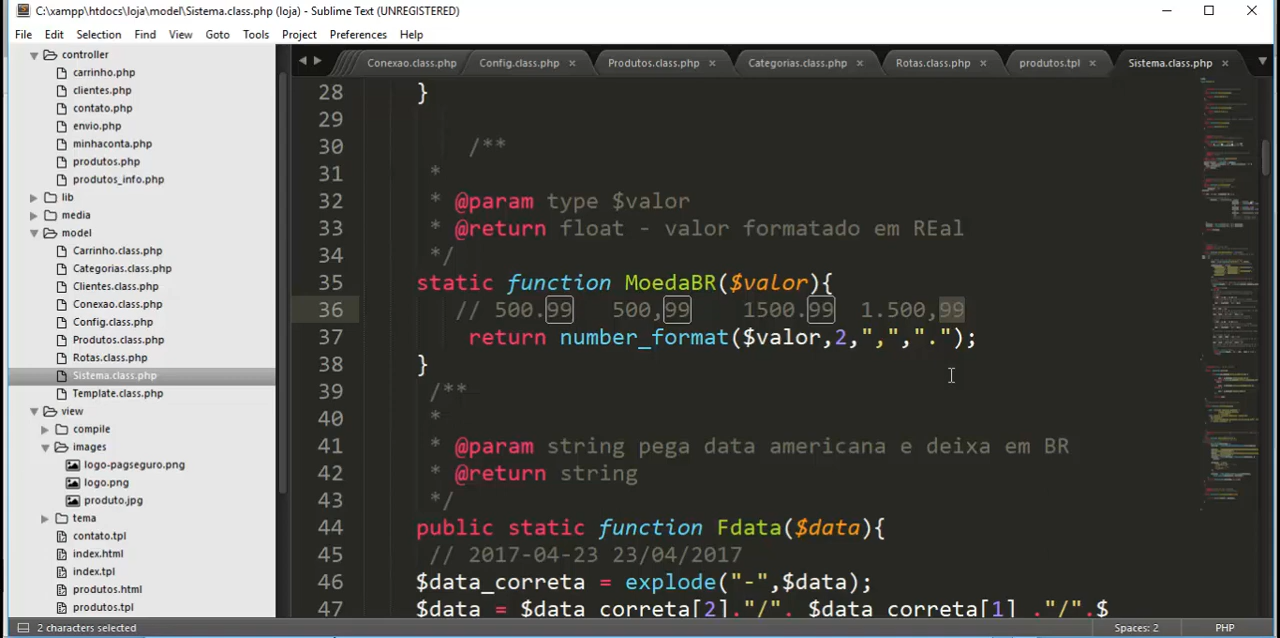 C:\xampp\htdocs\loja\model\Sistema.class.php (loja) - Sublime Text (UNREGISTERED)
File Edit Selection Find View Goto Tools Project Preferences Help
controller
carrinho.php
clientes.php
contato.php
envio.php
minhaconta.php
produtos.php
produtos_info.php
lib
media
model
Carrinho.class.php
Categorias.class.php
Clientes.class.php
Conexao.class.php
Config.class.php
Produtos.class.php
Rotas.class.php
Sistema.class.php
Template.class.php
view
compile
images
logo-pagseguro.png
logo.png
produto.jpg
tema
contato.tpl
index.html
index.tpl
produtos.html
produtos.tpl
Conexao.class.php Config.class.php × Produtos.class.php × Categorias.class.php × Rotas.class.php × produtos.tpl × Sistema.class.php ×
28 }
29
30 /**
31 *
32 * @param type $valor
33 * @return float - valor formatado em REal
34 */
35 static function MoedaBR($valor){
36 // 500.99 500,99 1500.99 1.500,99
37 return number_format($valor,2,",",".");
38 }
39 /**
40 *
41 * @param string pega data americana e deixa em BR
42 * @return string
43 */
44 public static function Fdata($data){
45 // 2017-04-23 23/04/2017
46 $data_correta = explode("-",$data);
47 $data = $data_correta[2]."/". $data_correta[1] ."/".$
2 characters selected Spaces: 2 PHP